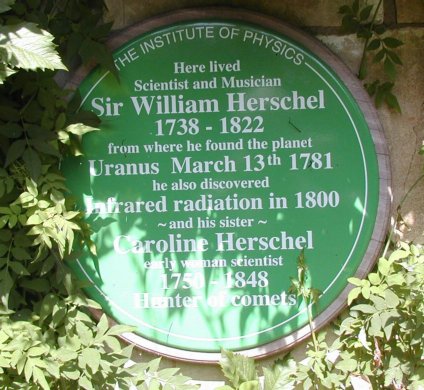 THE INSTITUTE OF PHYSICS
Here lived
Scientist and Musician
Sir William Herschel
1738 - 1822
from where he found the planet
Uranus March 13th 1781
he also discovered
Infrared radiation in 1800
~ and his sister ~
Caroline Herschel
early woman scientist
1750 - 1848
Hunter of comets